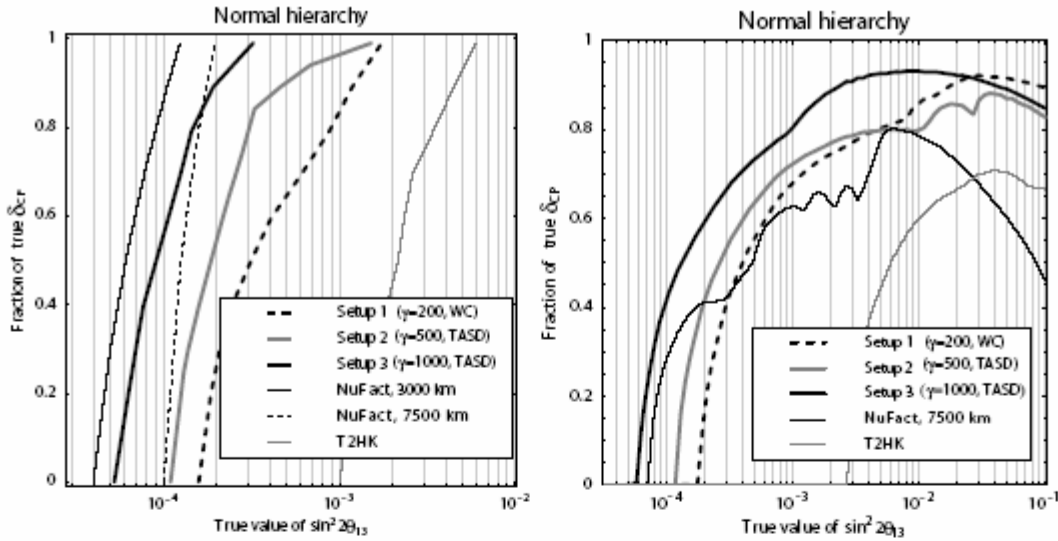 Normal hierarchy
1
0.8
0.6
0.4
0.2
0
Fraction of true δCP
Setup 1 (γ=200, WC)
Setup 2 (γ=500, TASD)
Setup 3 (γ=1000, TASD)
NuFact, 3000 km
NuFact, 7500 km
T2HK
10⁻⁴
10⁻³
10⁻²
True value of sin²2θ₁₃
Normal hierarchy
1
0.8
0.6
0.4
0.2
0
Fraction of true δCP
Setup 1 (γ=200, WC)
Setup 2 (γ=500, TASD)
Setup 3 (γ=1000, TASD)
NuFact, 7500 km
T2HK
10⁻⁴
10⁻³
10⁻²
10⁻¹
True value of sin²2θ₁₃